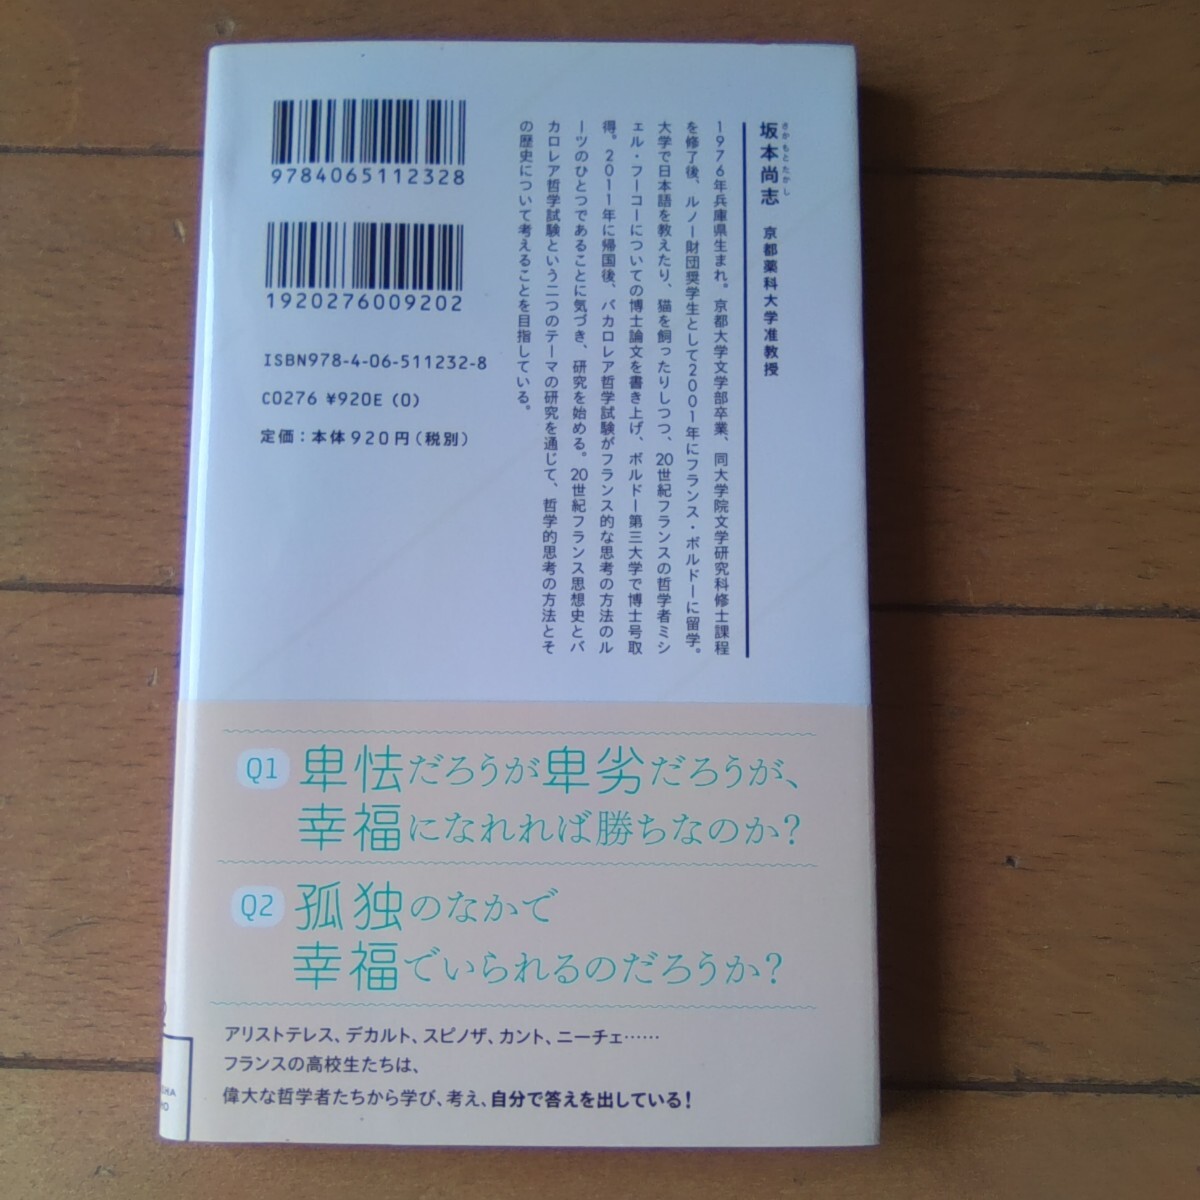 9784065112328
1920276009202
ISBN978-4-06-511232-8
C0276 ¥920E (0)
定価：本体920円（税別）
さかもとたかし
坂本尚志 京都薬科大学准教授
1976年兵庫県生まれ。京都大学文学部卒業、同大学院文学研究科修士課程
を修了後、ルノー財団奨学生として2001年にフランス・ボルドーに留学。
大学で日本語を教えたり、猫を飼ったりしつつ、20世紀フランスの哲学者ミシ
ェル・フーコーについての博士論文を書き上げ、ボルドー第三大学で博士号取
得。2011年に帰国後、バカロレア哲学試験がフランス的な思考の方法のル
ーツのひとつであることに気づき、研究を始める。20世紀フランス思想史とバ
カロレア哲学試験という二つのテーマの研究を通じて、哲学的思考の方法とそ
の歴史について考えることを目指している。
Q1 卑怯だろうが卑劣だろうが、
幸福になれれば勝ちなのか？
Q2 孤独のなかで
幸福でいられるのだろうか？
アリストテレス、デカルト、スピノザ、カント、ニーチェ……
フランスの高校生たちは、
偉大な哲学者たちから学び、考え、自分で答えを出している！